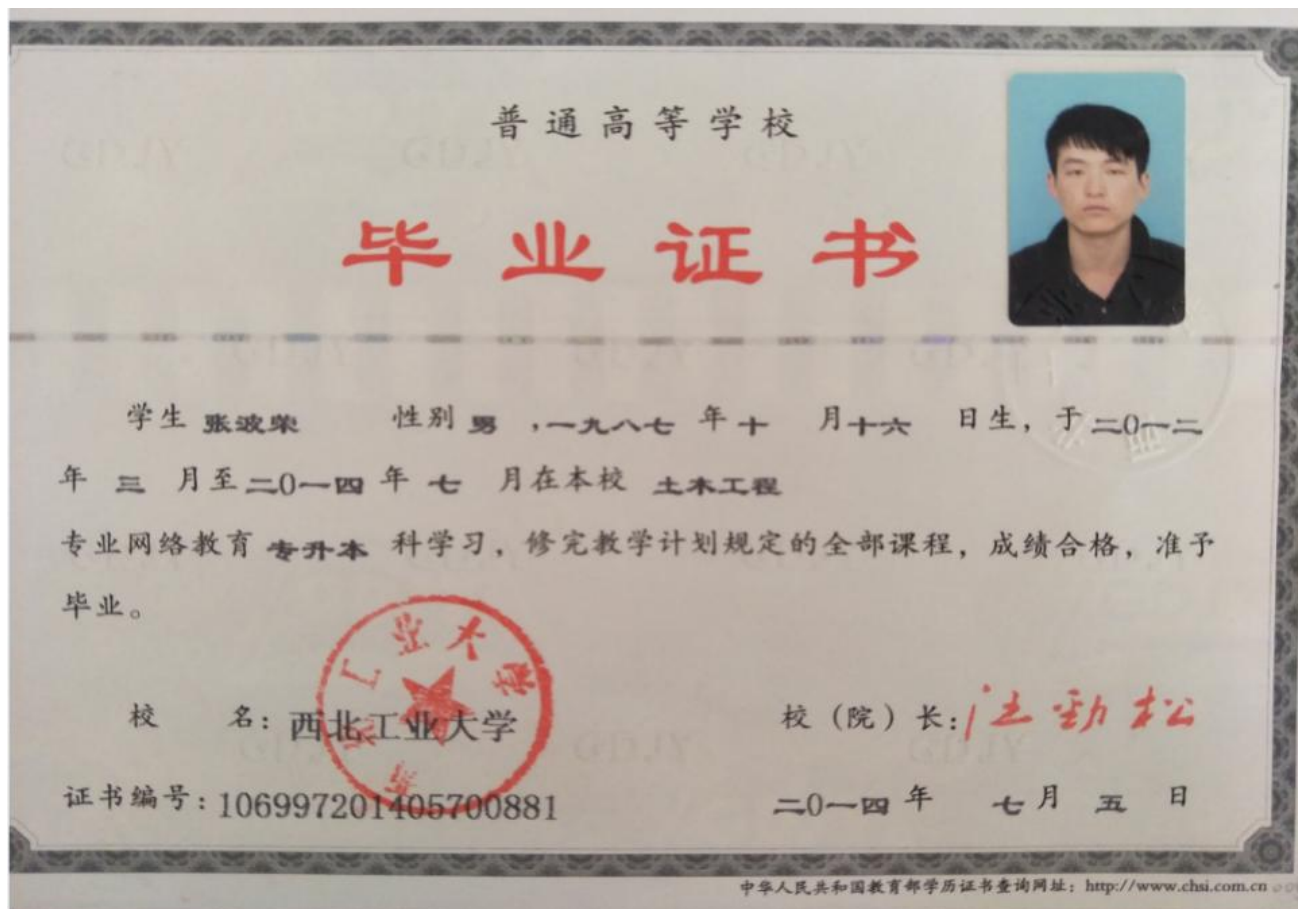 普通高等学校
毕业证书
学生 张波荣 性别 男 ,一九八七 年 十 月 十六 日生, 于 二0一二
年 三 月至 二0一四 年 七 月在本校 土木工程
专业网络教育 专升本 科学习, 修完教学计划规定的全部课程, 成绩合格, 准予
毕业。
校 名: 西北工业大学
校 (院) 长: 汪劲松
西北工业大学
证书编号: 106997201405700881
二0一四 年 七 月 五 日
中华人民共和国教育部学历证书查询网址: http://www.chsi.com.cn